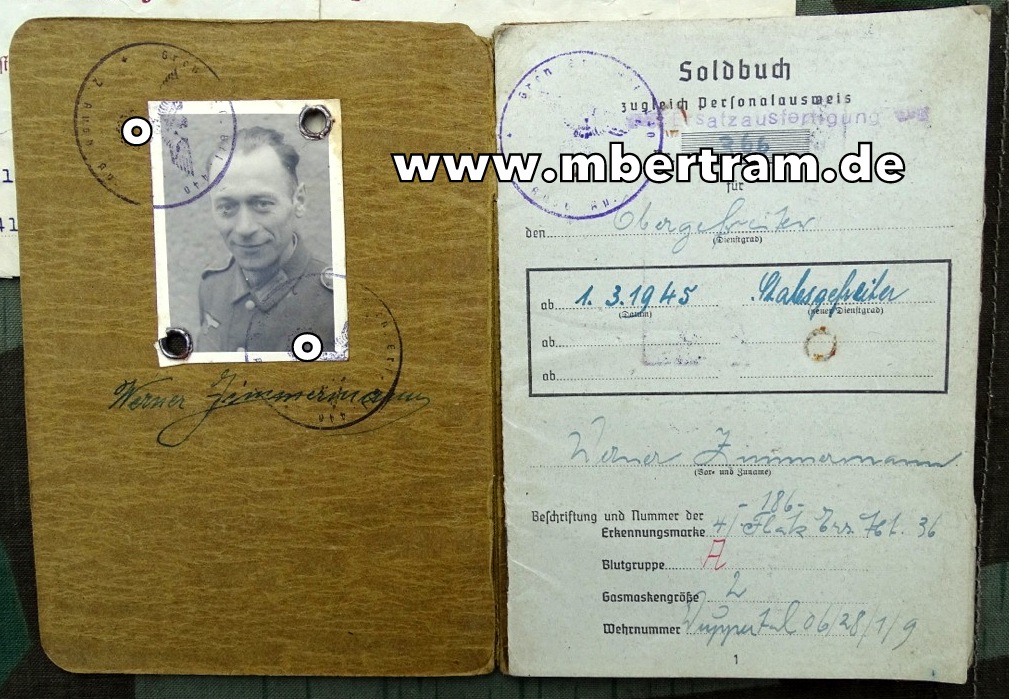 Werner Zimmermann
Soldbuch
zugleich Personalausweis
Ersatzausfertigung
366
www.mbertram.de
für
den Obergefreiter
(Dienstgrad)
ab 1.3.1945 Stabsgefreiter
(Datum) (neuer Dienstgrad)
ab
ab
Werner Zimmermann
(Vor- und Zuname)
-186-
Beschriftung und Nummer der
Erkennungsmarke 4/ Flak Ers. Abt. 36
Blutgruppe A
Gasmaskengröße 2
Wehrnummer Wuppertal 06/28/1/9
1